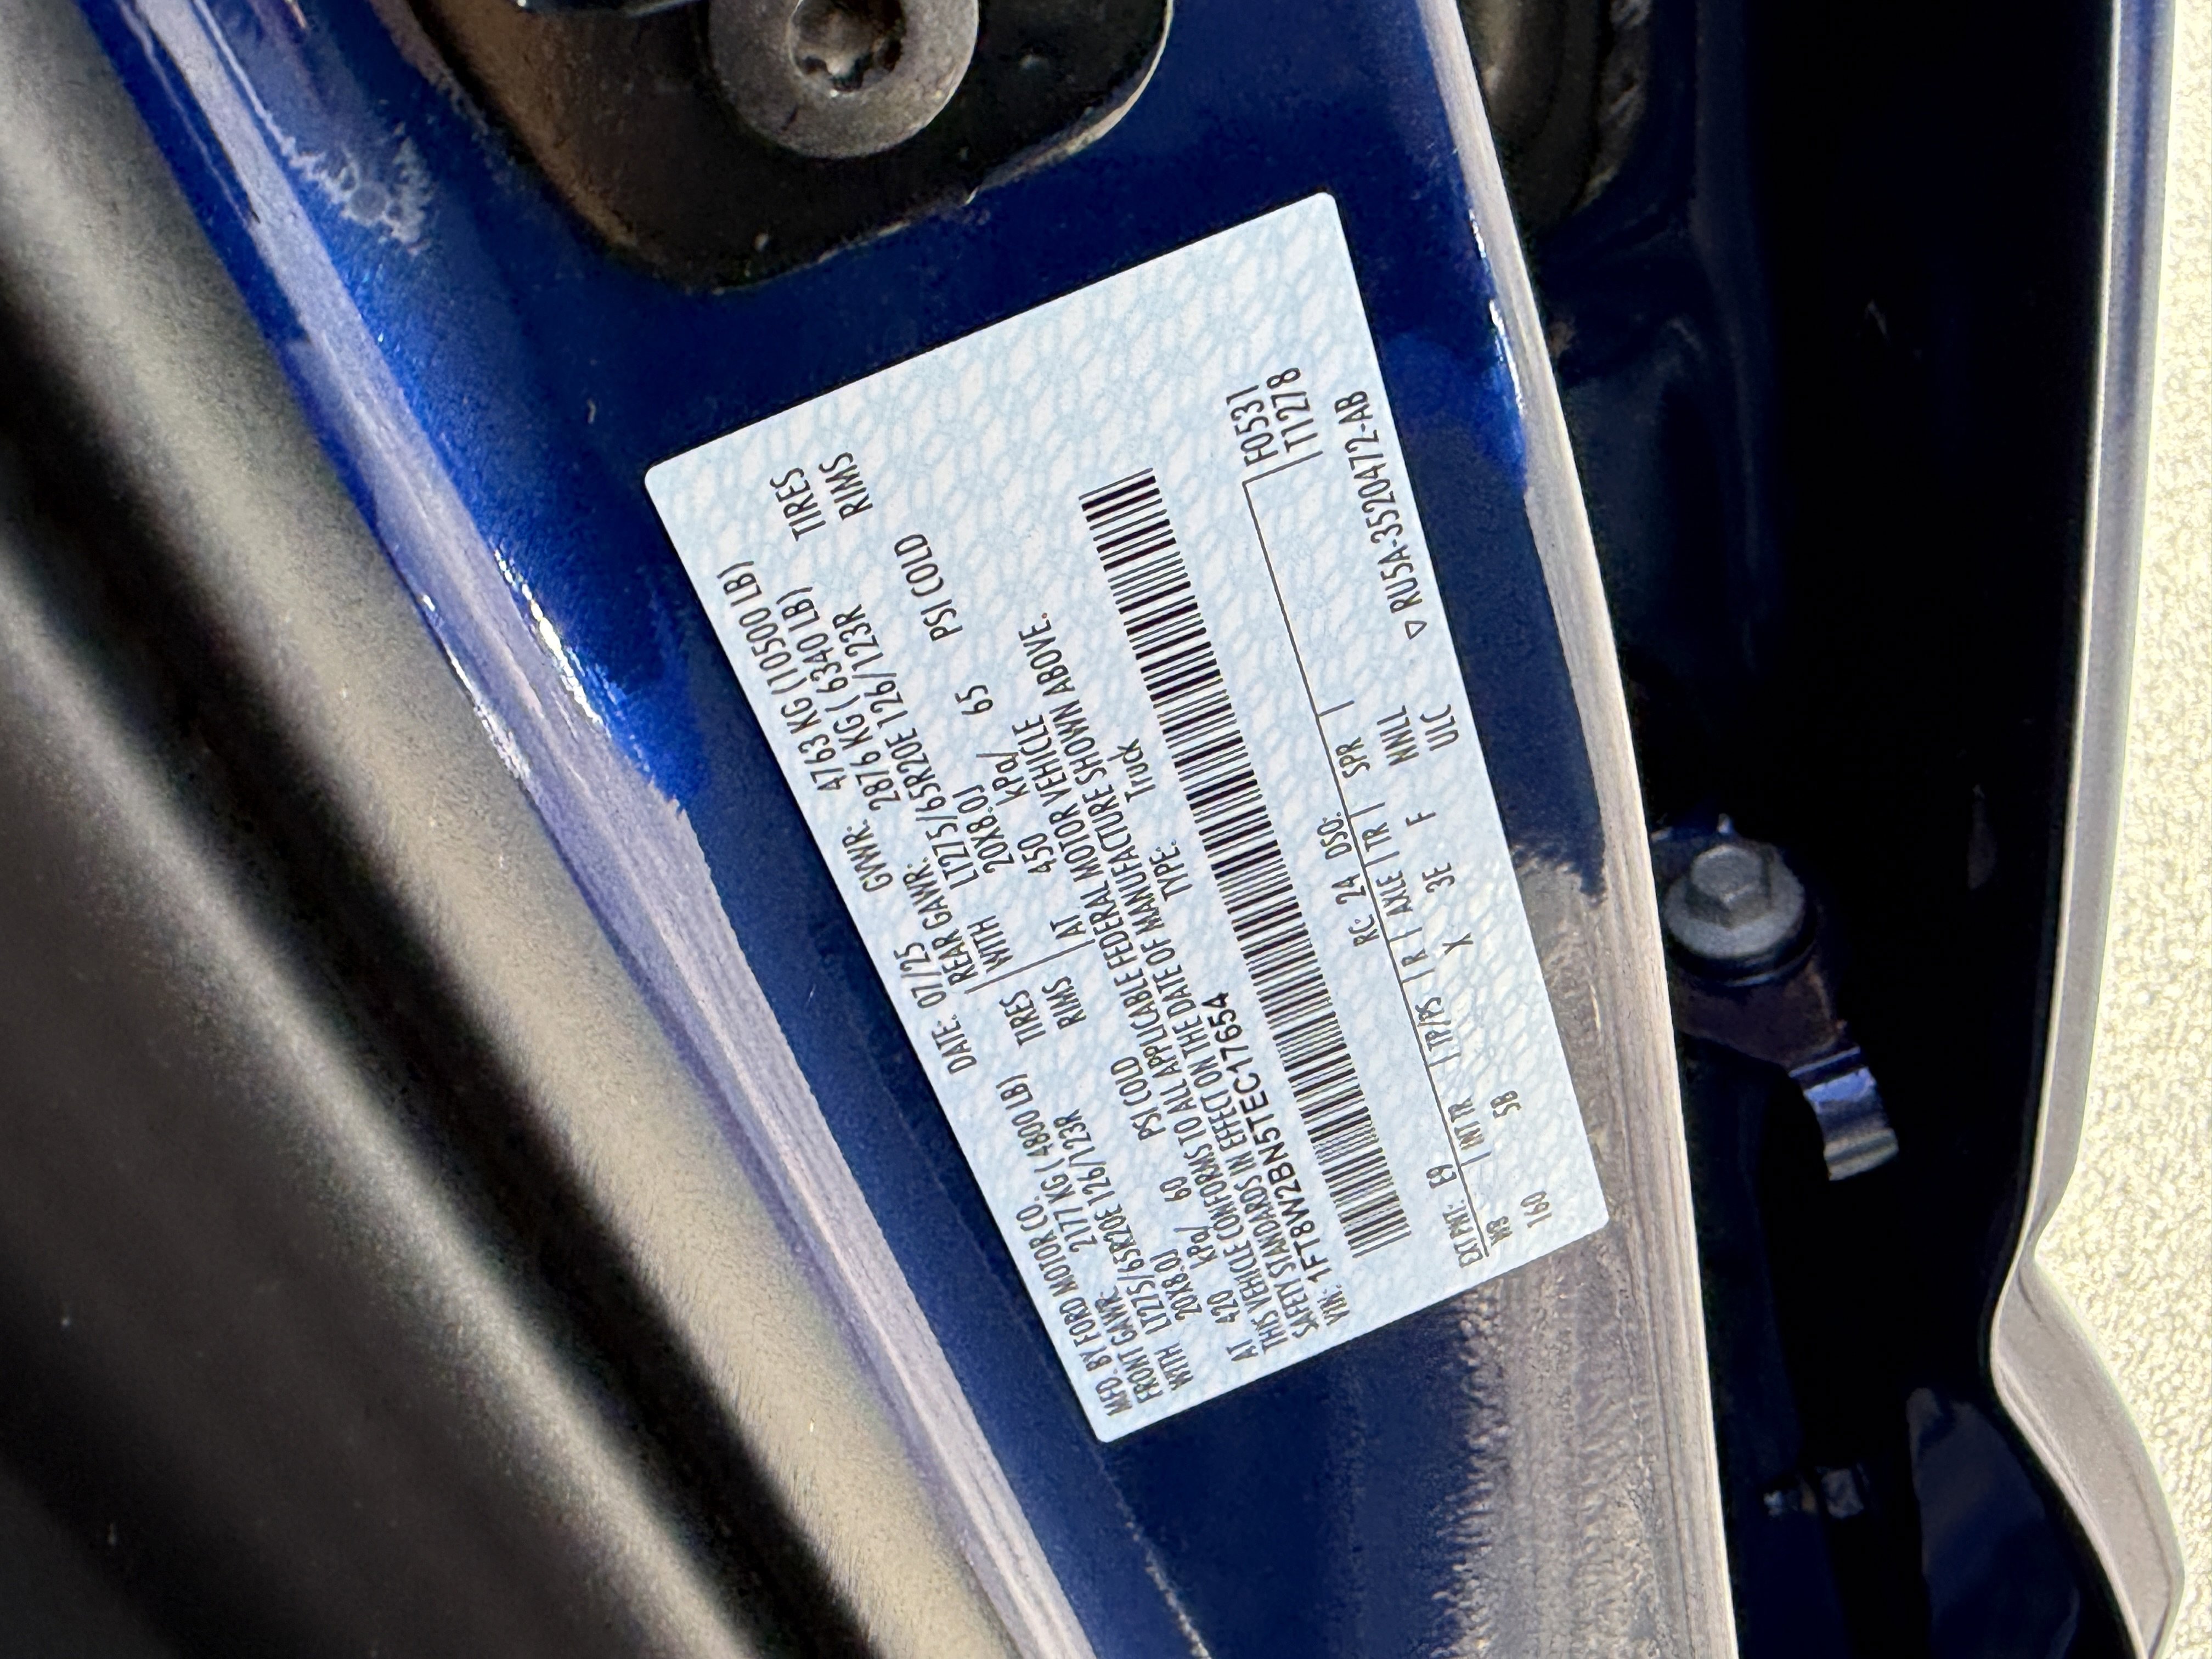 MFD. BY FORD MOTOR CO. DATE: 07/25 GVWR: 4763 KG (10500 LB)
FRONT GAWR: 2177 KG (4800 LB) REAR GAWR: 2876 KG (6340 LB)
WITH LT275/65R20E 126/123R TIRES WITH LT275/65R20E 126/123R TIRES
20X8.0J RIMS 20X8.0J RIMS
AT 420 kPa/ 60 PSI COLD AT 450 kPa/ 65 PSI COLD
THIS VEHICLE CONFORMS TO ALL APPLICABLE FEDERAL MOTOR VEHICLE
SAFETY STANDARDS IN EFFECT ON THE DATE OF MANUFACTURE SHOWN ABOVE.
VIN: 1FT8W2BN5TEC17654 TYPE: Truck
F0531
T1278
EXT PNT: E9 RC: 24 DSO:
WB INT TR TP/PS R AXLE TR SPR
160 5B X 3E F NNLL
ULC
▽ RU5A-3520472-AB